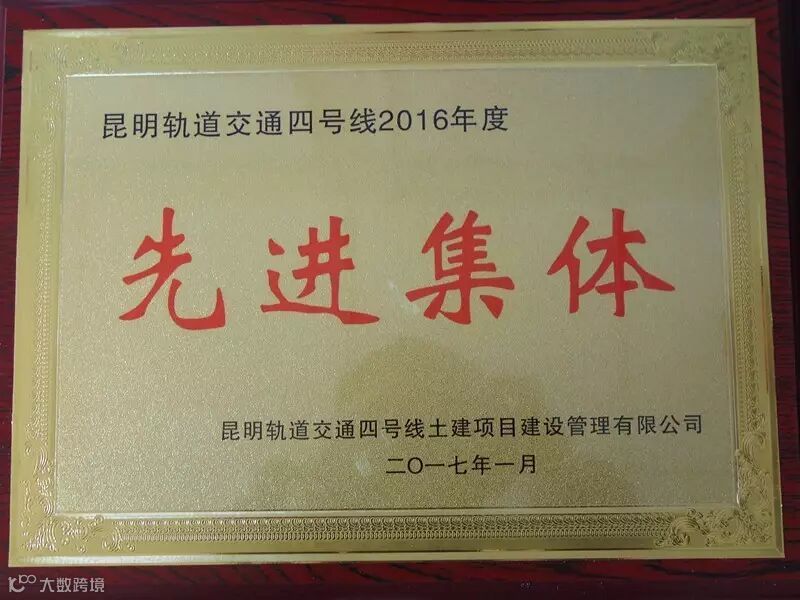 昆明轨道交通四号线2016年度
先进集体
昆明轨道交通四号线土建项目建设管理有限公司
二〇一七年一月
大数跨境